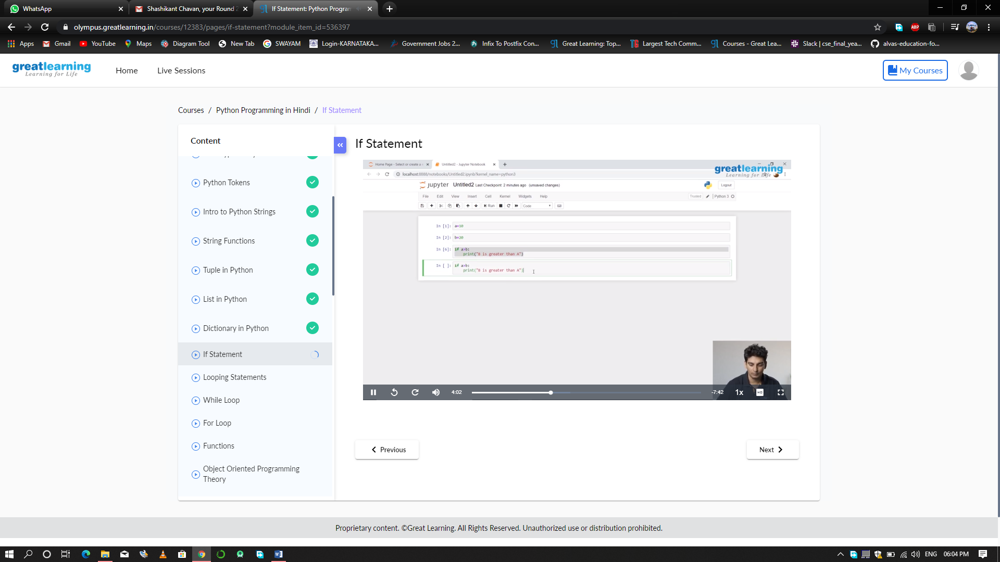 WhatsApp
Shashikant Chavan, your Round 2
If Statement: Python Program
olympus.greatlearning.in/courses/12383/pages/if-statement?module_item_id=536397
ABP
Apps Gmail YouTube Maps Diagram Tool New Tab SWAYAM Login-KARNATAKA... Government Jobs 2... Infix To Postfix Con... Great Learning: Top... Largest Tech Comm... Courses - Great Lea... Slack | cse_final_yea... alvas-education-fo...
greatlearning
Learning for Life
Home Live Sessions
My Courses
Courses / Python Programming in Hindi / If Statement
Content
Python Tokens
Intro to Python Strings
String Functions
Tuple in Python
List in Python
Dictionary in Python
If Statement
Looping Statements
While Loop
For Loop
Functions
Object Oriented Programming
Theory
If Statement
Home Page - Select or create a
Untitled2 - Jupyter Notebook
localhost:8888/notebooks/Untitled2.ipynb?kernel_name=python3
greatlearning
Learning for Life
jupyter Untitled2 Last Checkpoint: 2 minutes ago (unsaved changes)
Logout
File Edit View Insert Cell Kernel Widgets Help
Trusted Python 3
Run Code
In [1]: a=10
In [2]: b=20
In [6]: if a>b:
print("B is greater than A")
In [ ]: if a>b:
print("B is greater than A")
4:02 -7:42 1x HD
Previous
Next
Proprietary content. ©Great Learning. All Rights Reserved. Unauthorized use or distribution prohibited.
ENG 06:04 PM